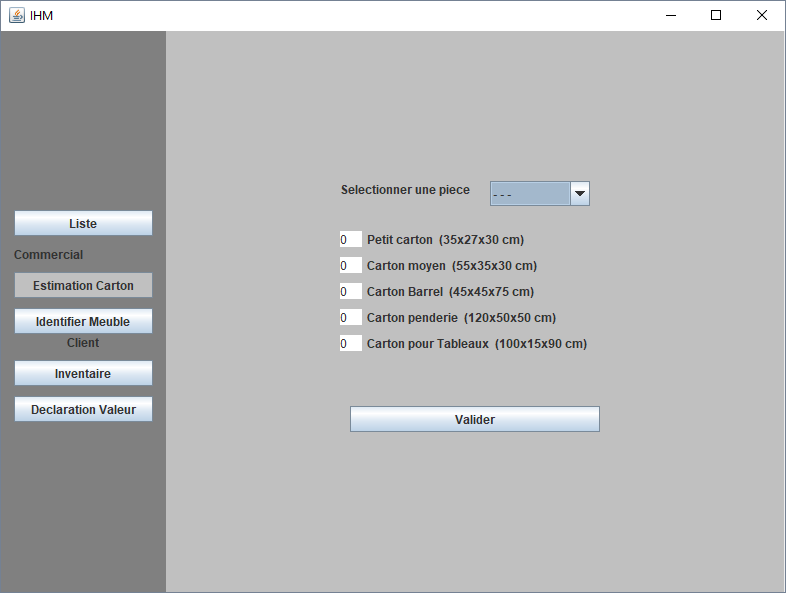 IHM
Liste
Commercial
Estimation Carton
Identifier Meuble
Client
Inventaire
Declaration Valeur
Selectionner une piece
- - -
0 Petit carton (35x27x30 cm)
0 Carton moyen (55x35x30 cm)
0 Carton Barrel (45x45x75 cm)
0 Carton penderie (120x50x50 cm)
0 Carton pour Tableaux (100x15x90 cm)
Valider